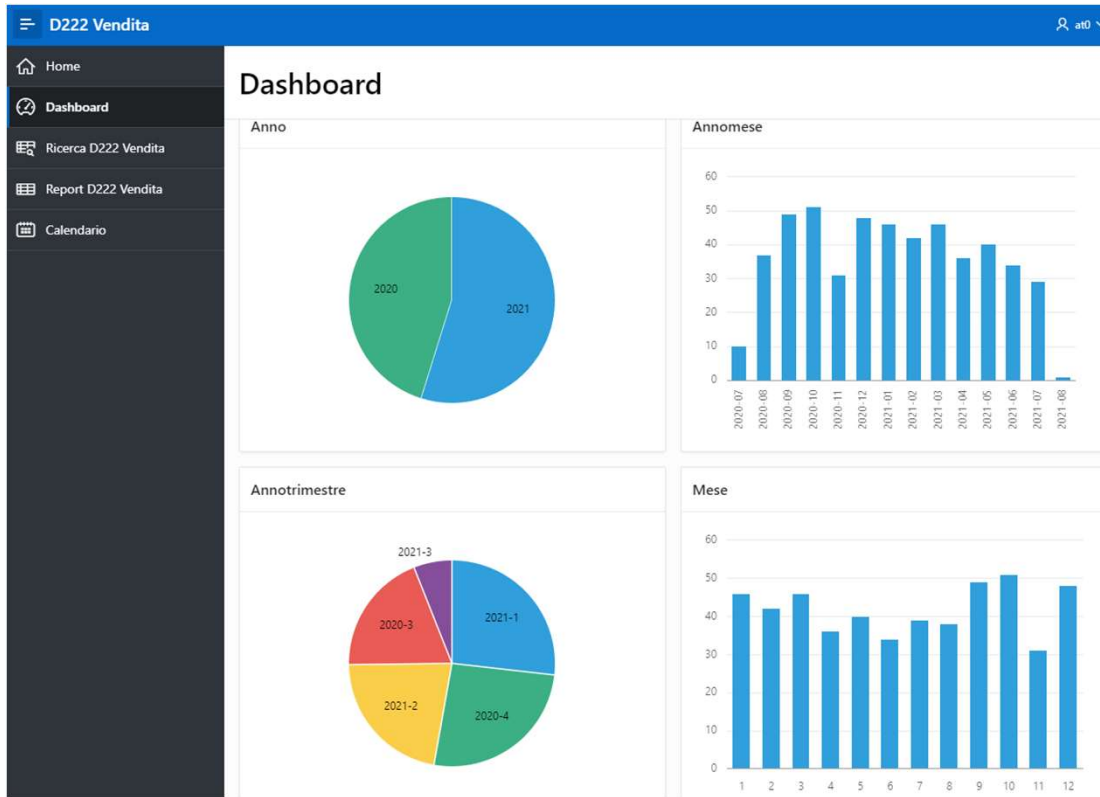 D222 Vendita
at0
Home
Dashboard
Ricerca D222 Vendita
Report D222 Vendita
Calendario
Dashboard
Anno
2020
2021
Annomese
60
50
40
30
20
10
0
2020-07
2020-08
2020-09
2020-10
2020-11
2020-12
2021-01
2021-02
2021-03
2021-04
2021-05
2021-06
2021-07
2021-08
Annotrimestre
2021-3
2021-1
2020-3
2021-2
2020-4
Mese
60
50
40
30
20
10
0
1 2 3 4 5 6 7 8 9 10 11 12